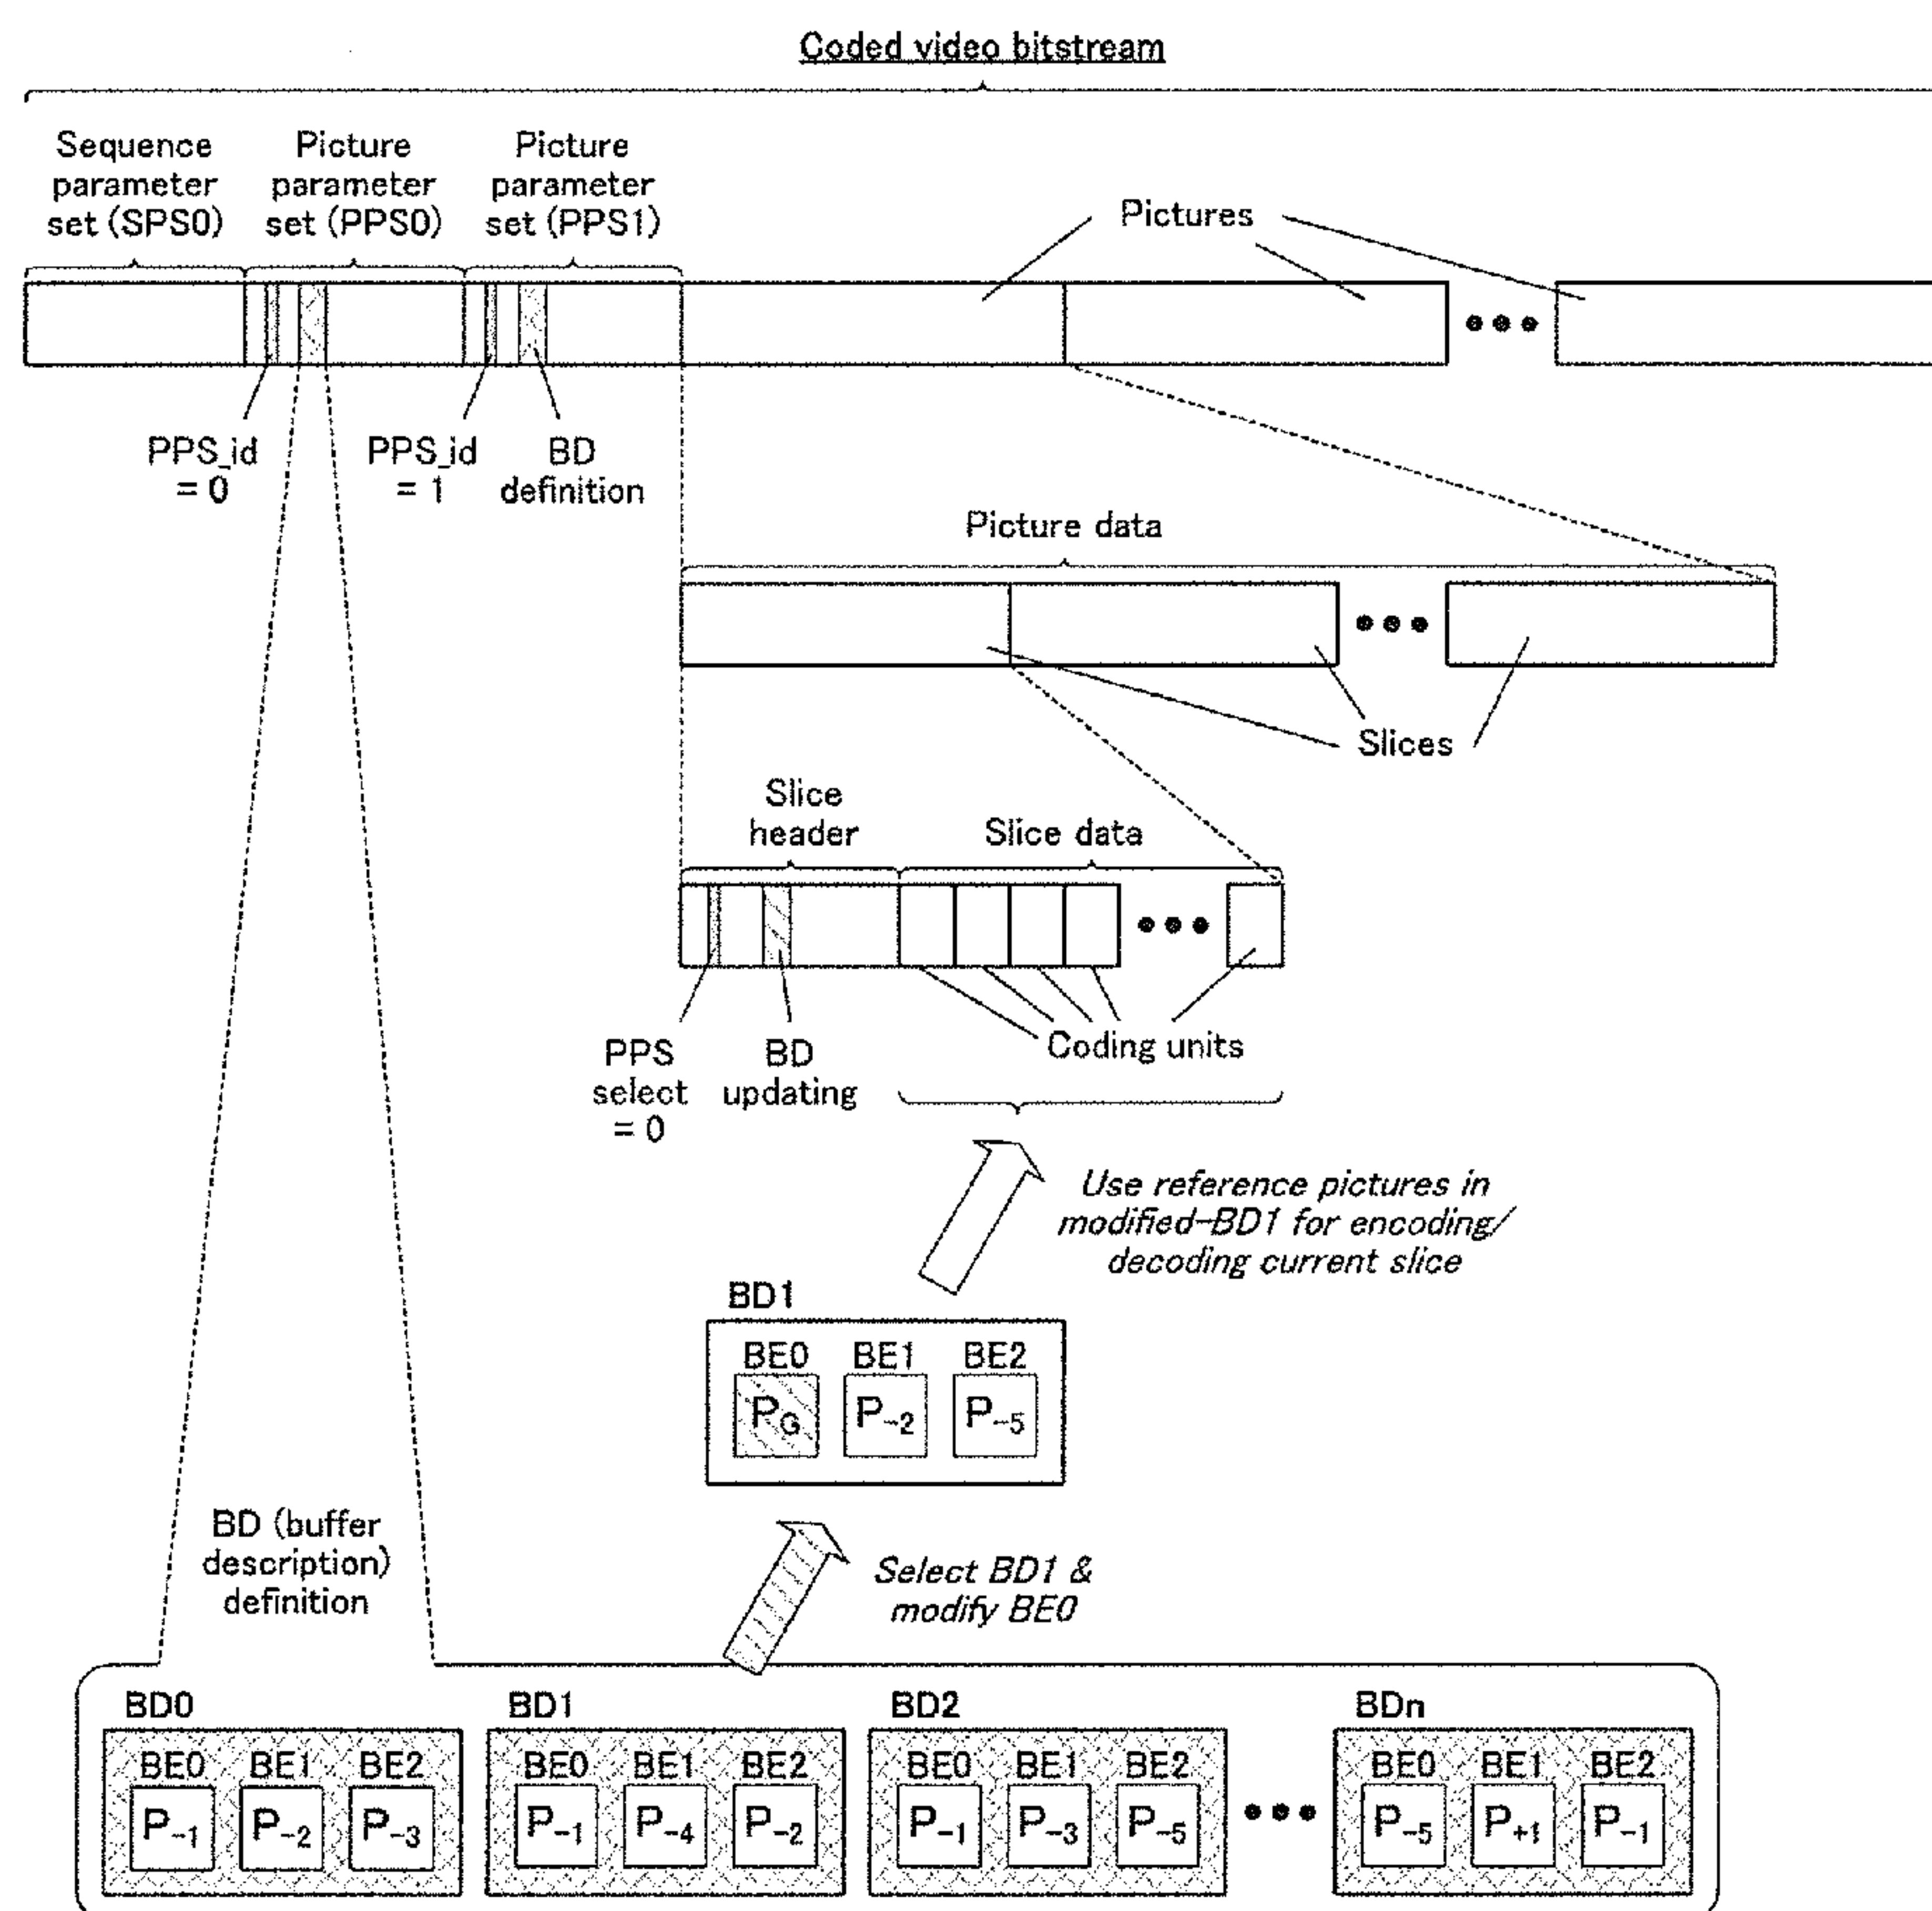 Coded video bitstream
Sequence
parameter
set (SPS0)
Picture
parameter
set (PPS0)
Picture
parameter
set (PPS1)
Pictures
PPS_id
= 0
PPS_id
= 1
BD
definition
Picture data
Slices
Slice
header
Slice data
PPS
select
= 0
BD
updating
Coding units
Use reference pictures in
modified-BD1 for encoding/
decoding current slice
BD1
BE0 BE1 BE2
PG P-2 P-5
BD (buffer
description)
definition
Select BD1 &
modify BE0
BD0 BD1 BD2 BDn
BE0 BE1 BE2 BE0 BE1 BE2 BE0 BE1 BE2 BE0 BE1 BE2
P-1 P-2 P-3 P-1 P-4 P-2 P-1 P-3 P-5 P-5 P+1 P-1